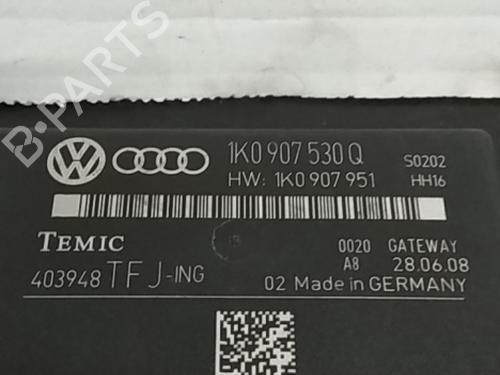 B-PARTS
1K0 907 530 Q
S0202
HW: 1K0 907 951
HH16
TEMIC
0020 GATEWAY
403948 TFJ-ING
A8 28.06.08
02 Made in GERMANY